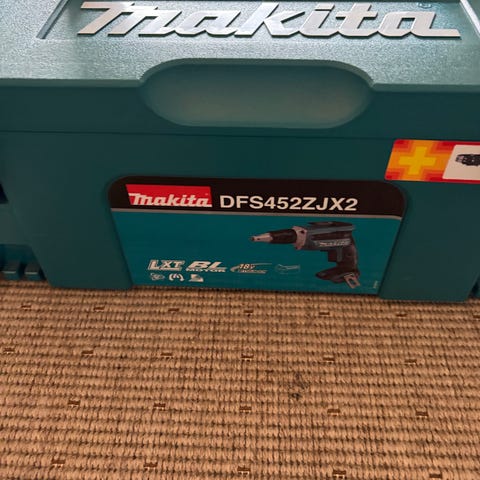 makita
makita DFS452ZJX2
LXT BL
MOTOR
18V